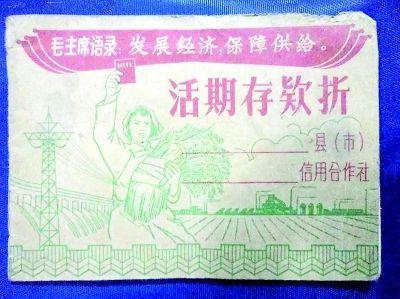 毛主席语录：发展经济，保障供给。
活期存欵折
县（市）
信用合作社